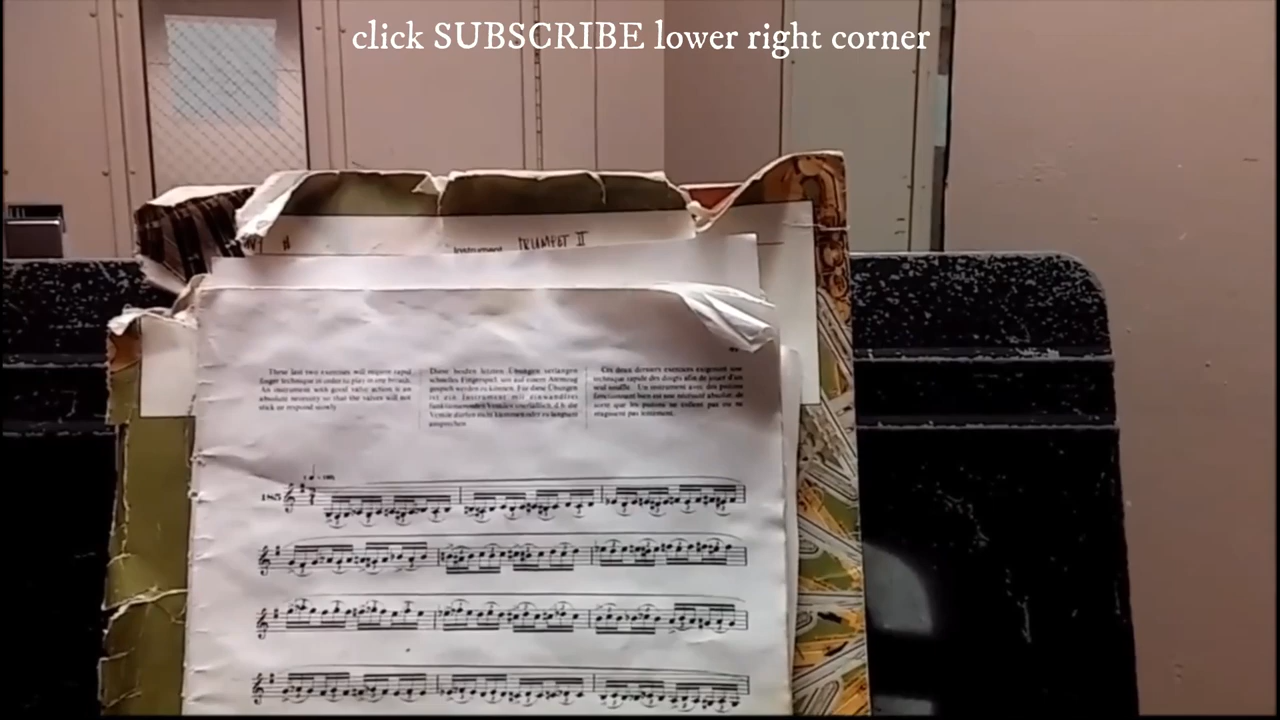 click SUBSCRIBE lower right corner
Instrument TRUMPET II
These last two exercises will require rapid
finger technique in order to play in one breath.
An instrument with good valve action is an
absolute necessity so that the valves will not
stick or respond slowly
Diese beiden letzten Übungen verlangen
schnelles Fingerspiel, um auf einem Atemzug
gespielt werden zu können. Für diese Übungen
ist ein Instrument mit einwandfrei
funktionierenden Ventilen unerläßlich, d.h. die
Ventile dürfen nicht klemmen oder zu langsam
ansprechen
Ces deux derniers exercices exigeront une
technique rapide des doigts afin de jouer d'un
seul souffle. Un instrument avec des pistons
fonctionnant bien est une nécessité absolue, de
sorte que les pistons ne collent pas ou ne
réagissent pas lentement.
185